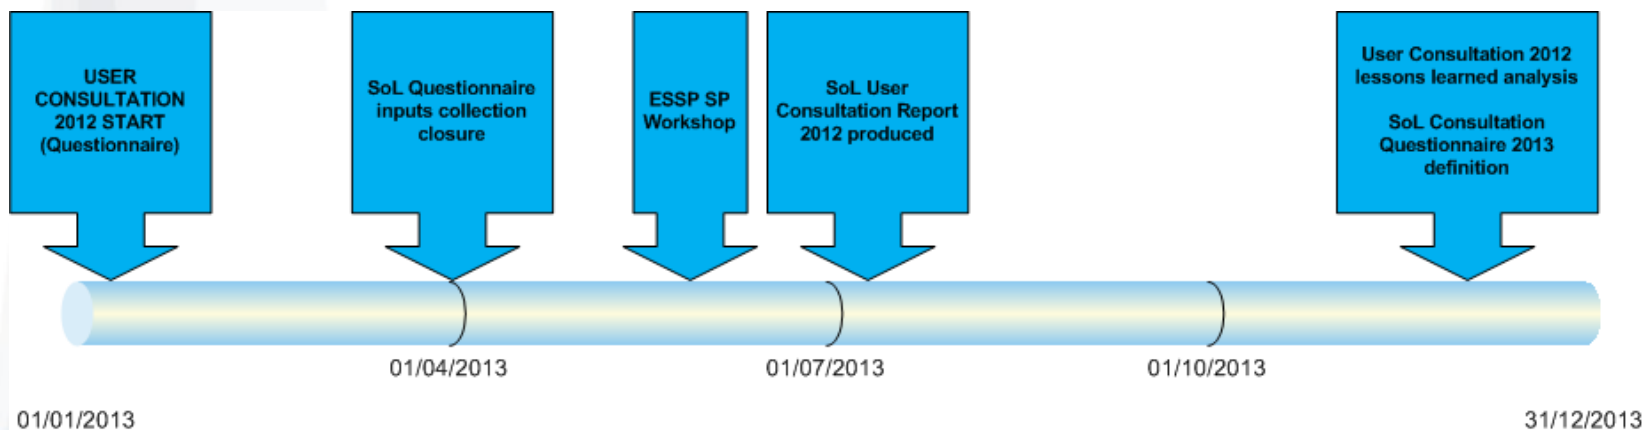 USER
CONSULTATION
2012 START
(Questionnaire)
SoL Questionnaire
inputs collection
closure
ESSP SP
Workshop
SoL User
Consultation Report
2012 produced
User Consultation 2012
lessons learned analysis
SoL Consultation
Questionnaire 2013
definition
01/04/2013
01/07/2013
01/10/2013
01/01/2013
31/12/2013